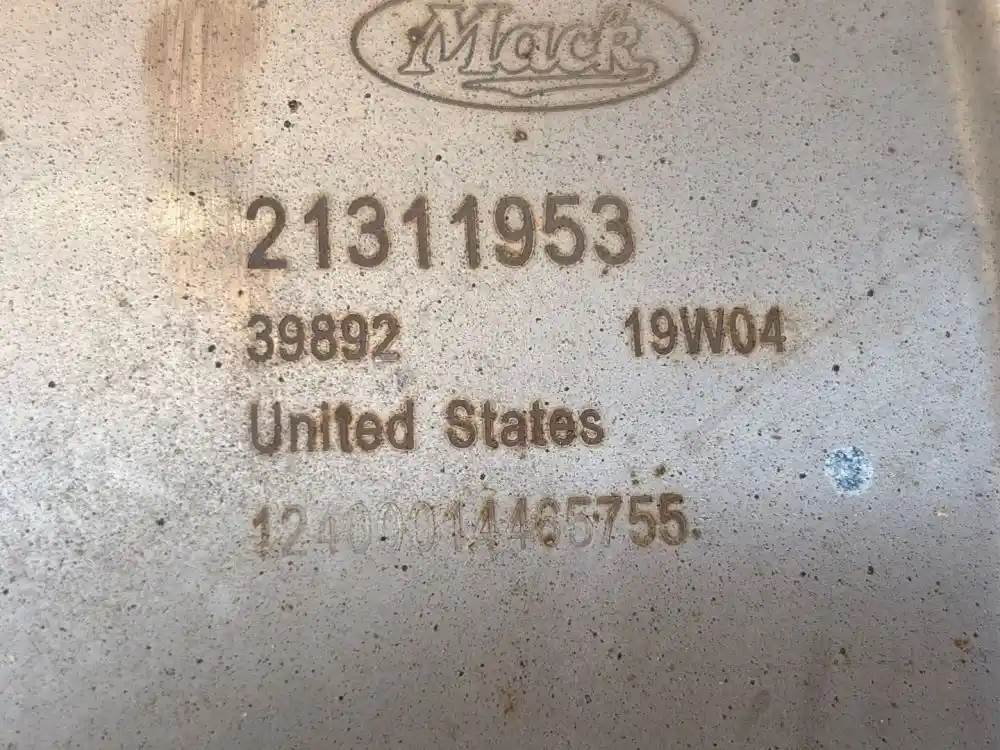 Mack
21311953
39892 19W04
United States
12400014465755